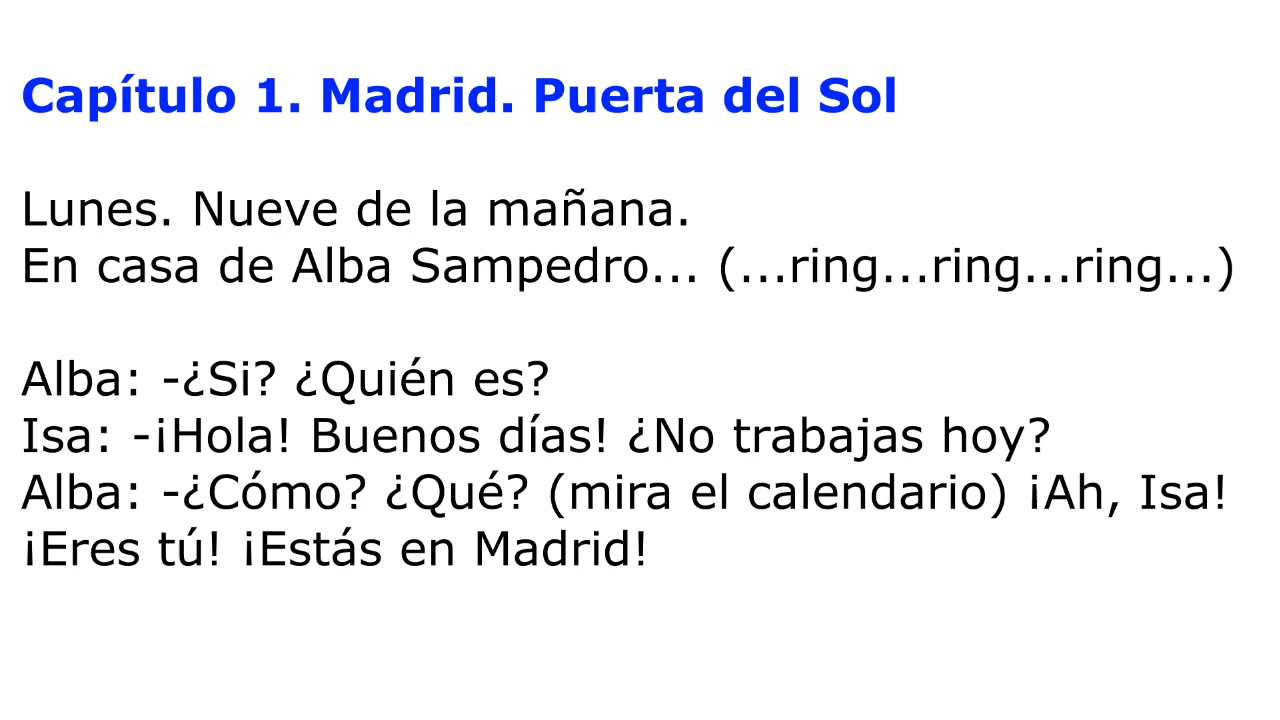 Capítulo 1. Madrid. Puerta del Sol
Lunes. Nueve de la mañana.
En casa de Alba Sampedro... (...ring...ring...ring...)
Alba: -¿Si? ¿Quién es?
Isa: -¡Hola! Buenos días! ¿No trabajas hoy?
Alba: -¿Cómo? ¿Qué? (mira el calendario) ¡Ah, Isa!
¡Eres tú! ¡Estás en Madrid!